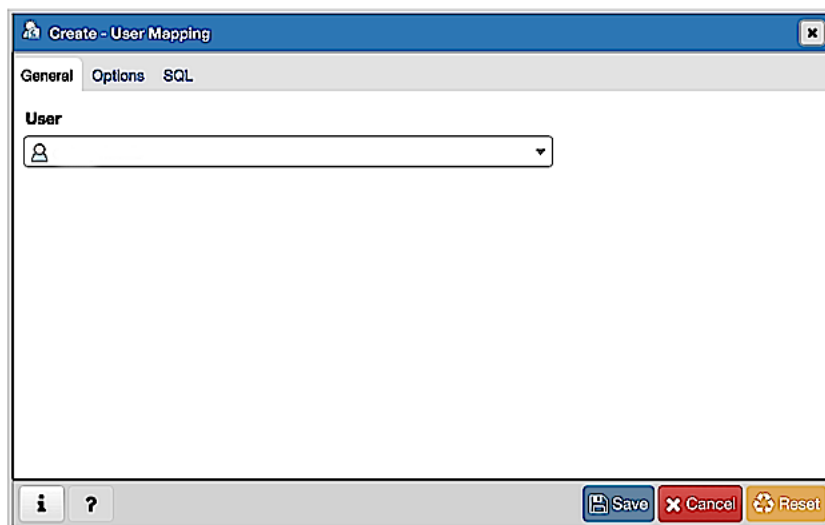 Create - User Mapping
General Options SQL
User
i ? Save Cancel Reset